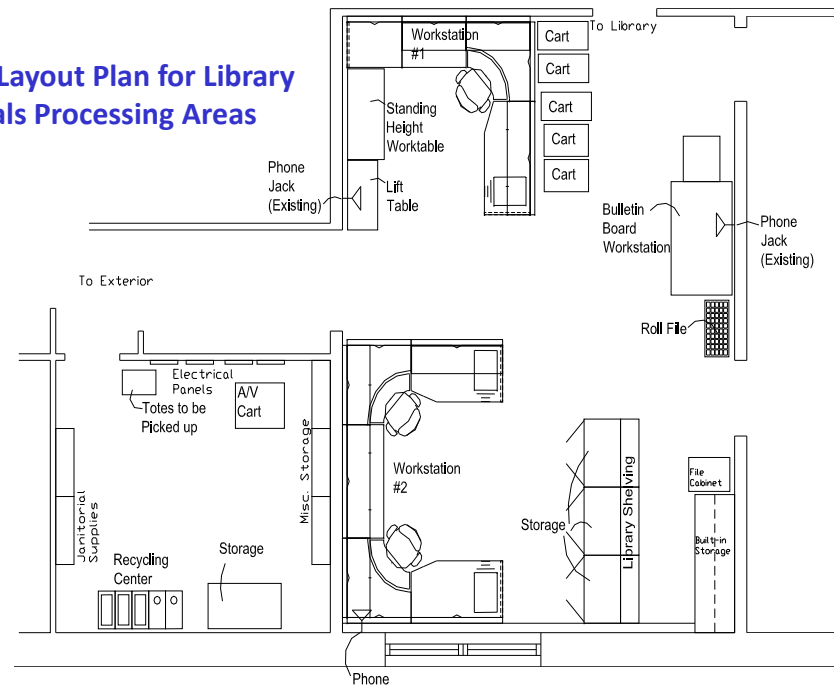 Layout Plan for Library
als Processing Areas
Workstation
#1
Cart
To Library
Cart
Cart
Cart
Cart
Standing
Height
Worktable
Phone
Jack
(Existing)
Lift
Table
Bulletin
Board
Workstation
Phone
Jack
(Existing)
To Exterior
Roll File
Electrical
Panels
A/V
Cart
Totes to be
Picked up
Misc. Storage
Janitorial
Supplies
Workstation
#2
Storage
Library Shelving
File
Cabinet
Built-in
Storage
Recycling
Center
Storage
Phone